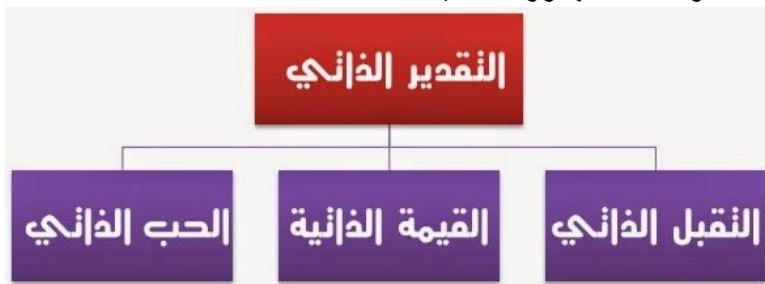 التقدير الذاتي
التقبل الذاتي
القيمة الذاتية
الحب الذاتي